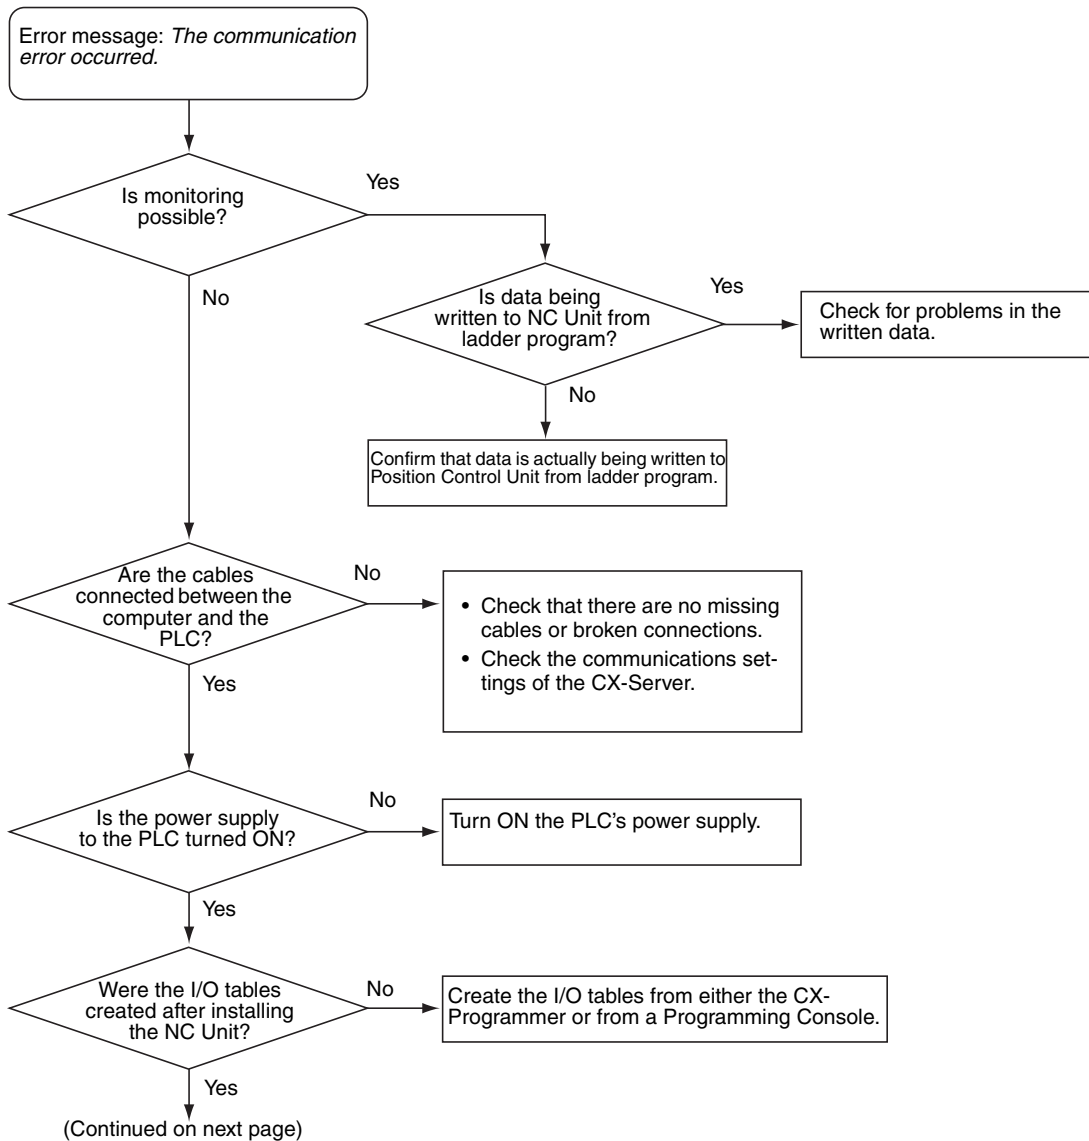 Error message: The communication
error occurred.
Is monitoring
possible?
Yes
No
Is data being
written to NC Unit from
ladder program?
Yes
Check for problems in the
written data.
No
Confirm that data is actually being written to
Position Control Unit from ladder program.
Are the cables
connected between the
computer and the
PLC?
No
• Check that there are no missing
cables or broken connections.
• Check the communications set-
tings of the CX-Server.
Yes
Is the power supply
to the PLC turned ON?
No
Turn ON the PLC's power supply.
Yes
Were the I/O tables
created after installing
the NC Unit?
No
Create the I/O tables from either the CX-
Programmer or from a Programming Console.
Yes
(Continued on next page)